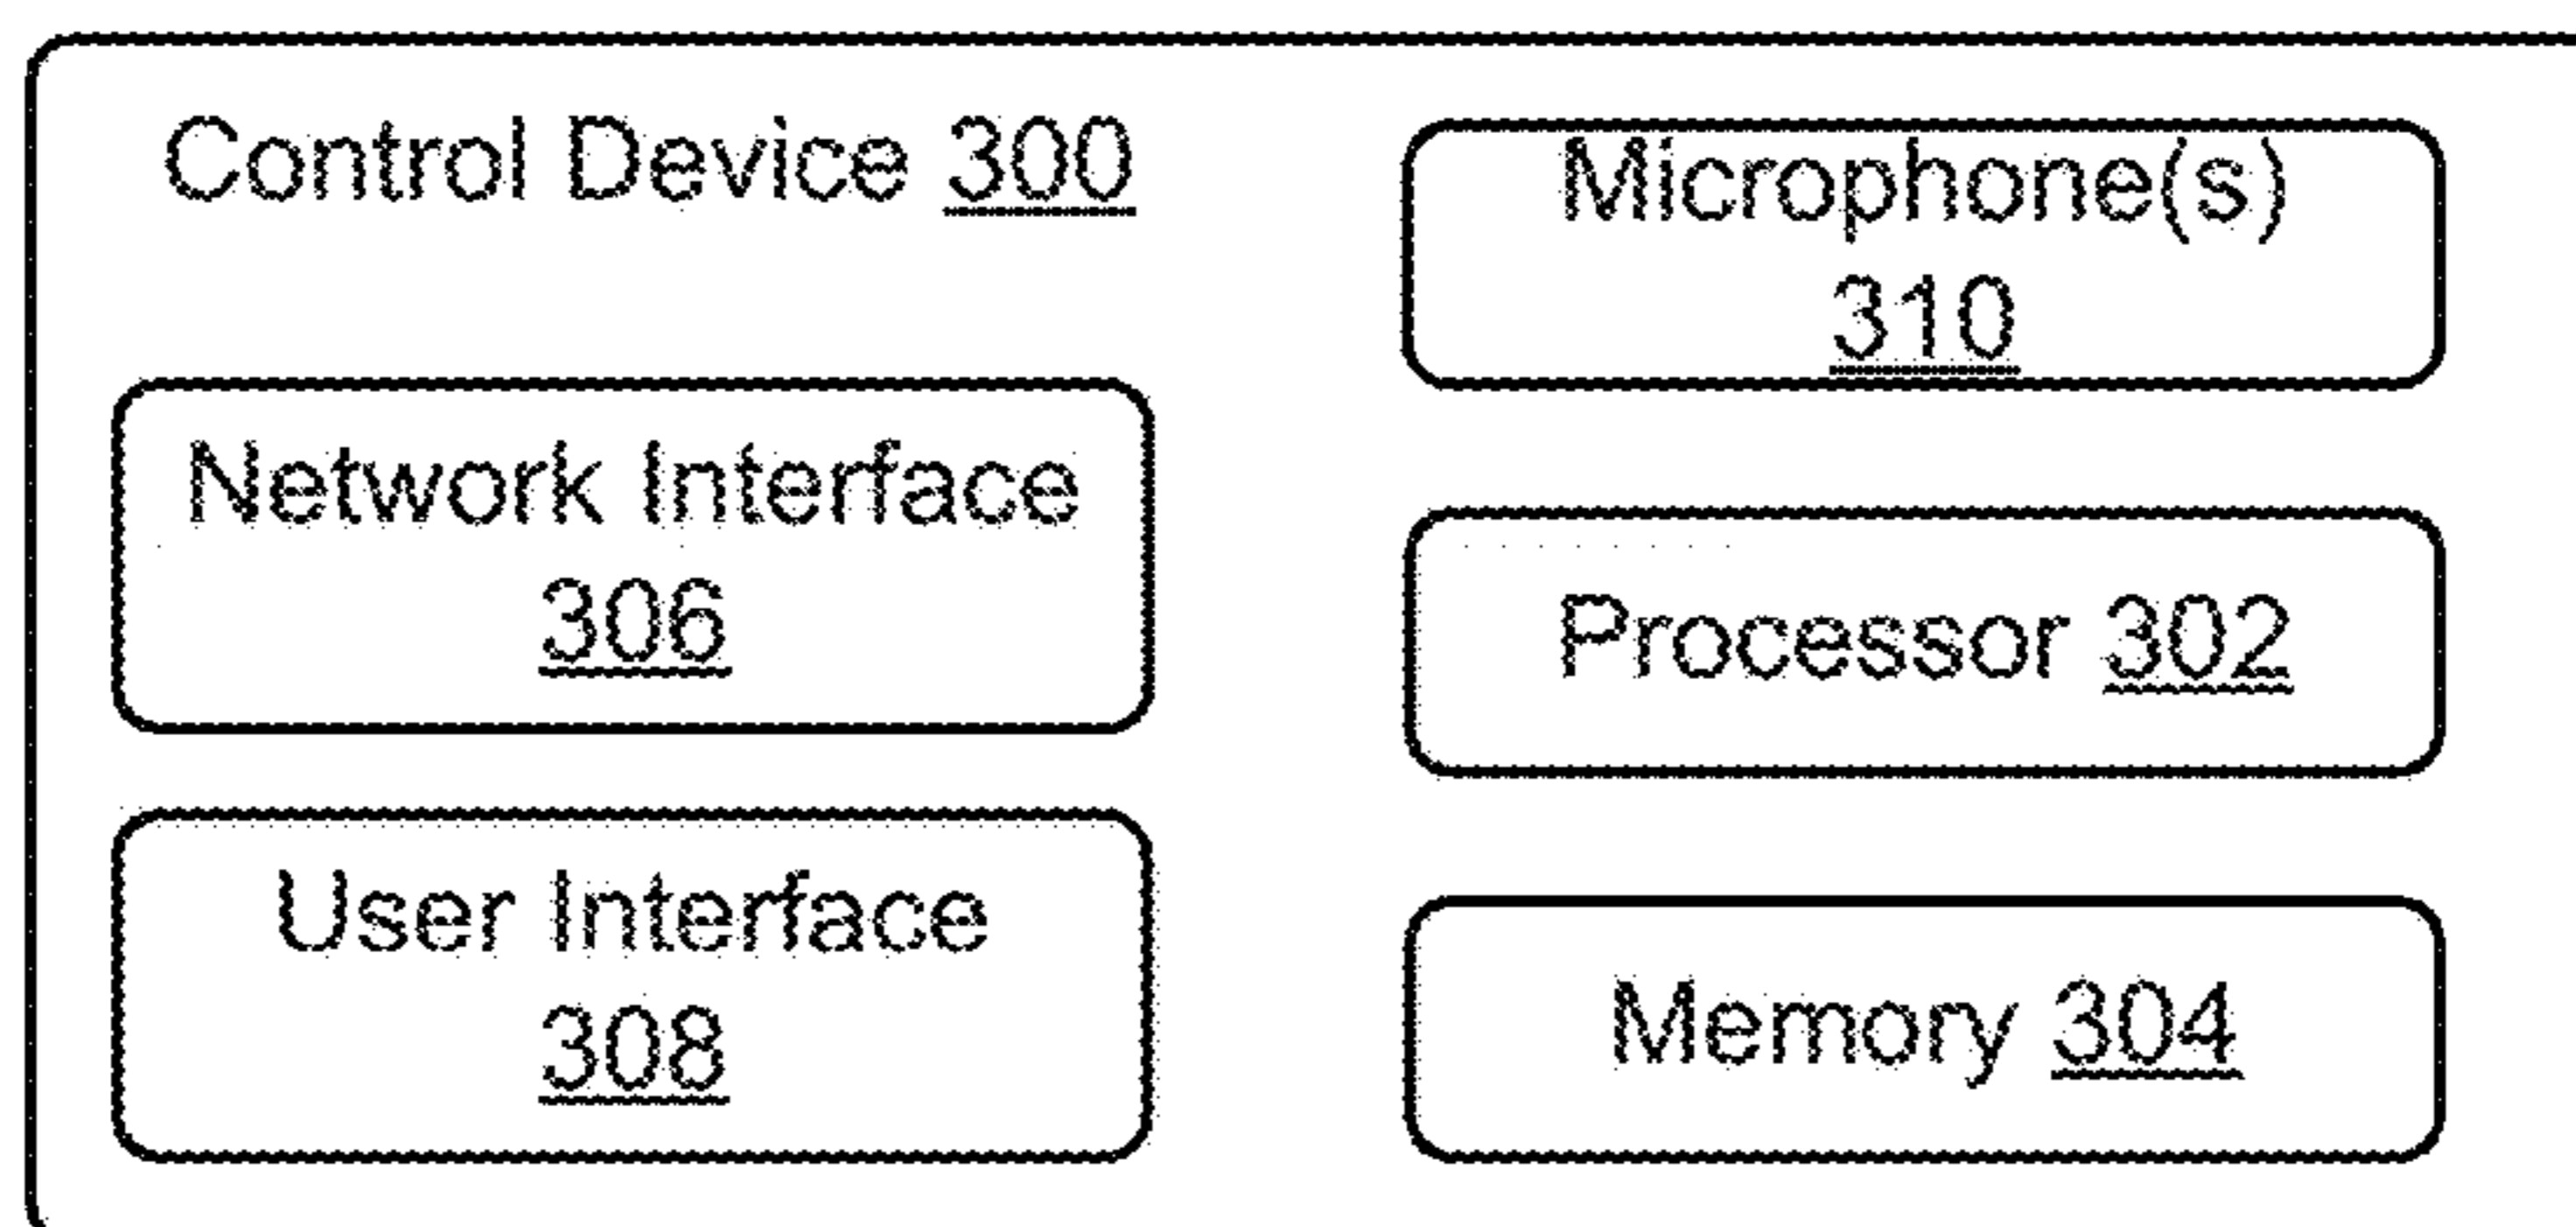 Control Device 300
Microphone(s)
310
Network Interface
306
Processor 302
User Interface
308
Memory 304